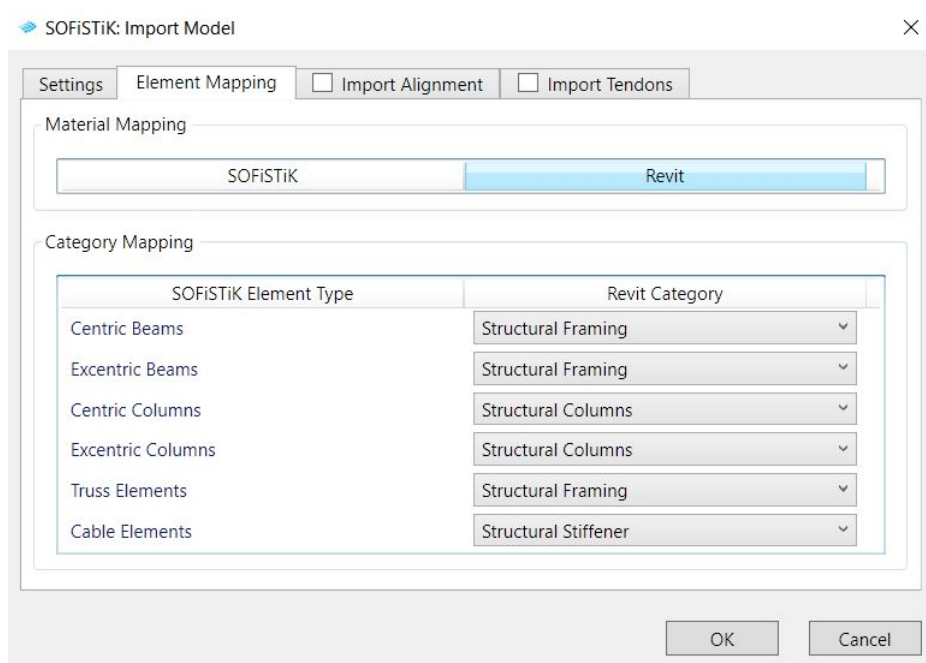 SOFiSTiK: Import Model
Settings Element Mapping Import Alignment Import Tendons
Material Mapping
SOFiSTiK Revit
Category Mapping
SOFiSTiK Element Type Revit Category
Centric Beams Structural Framing
Excentric Beams Structural Framing
Centric Columns Structural Columns
Excentric Columns Structural Columns
Truss Elements Structural Framing
Cable Elements Structural Stiffener
OK Cancel